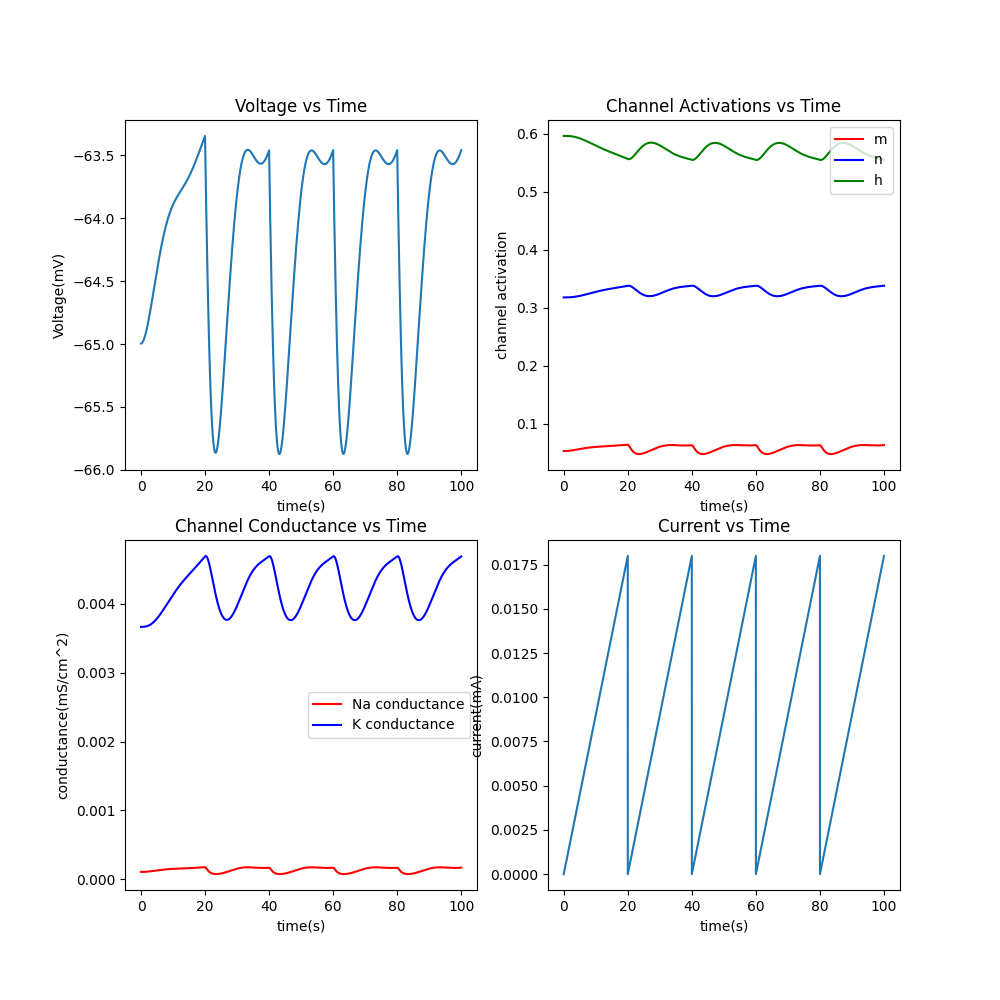 Voltage vs Time
−63.5
−64.0
−64.5
−65.0
−65.5
−66.0
Voltage(mV)
0 20 40 60 80 100
time(s)
Channel Activations vs Time
0.6
0.5
0.4
0.3
0.2
0.1
channel activation
m
n
h
0 20 40 60 80 100
time(s)
Channel Conductance vs Time
0.004
0.003
0.002
0.001
0.000
conductance(mS/cm^2)
Na conductance
K conductance
0 20 40 60 80 100
time(s)
Current vs Time
0.0175
0.0150
0.0125
0.0100
0.0075
0.0050
0.0025
0.0000
current(mA)
0 20 40 60 80 100
time(s)